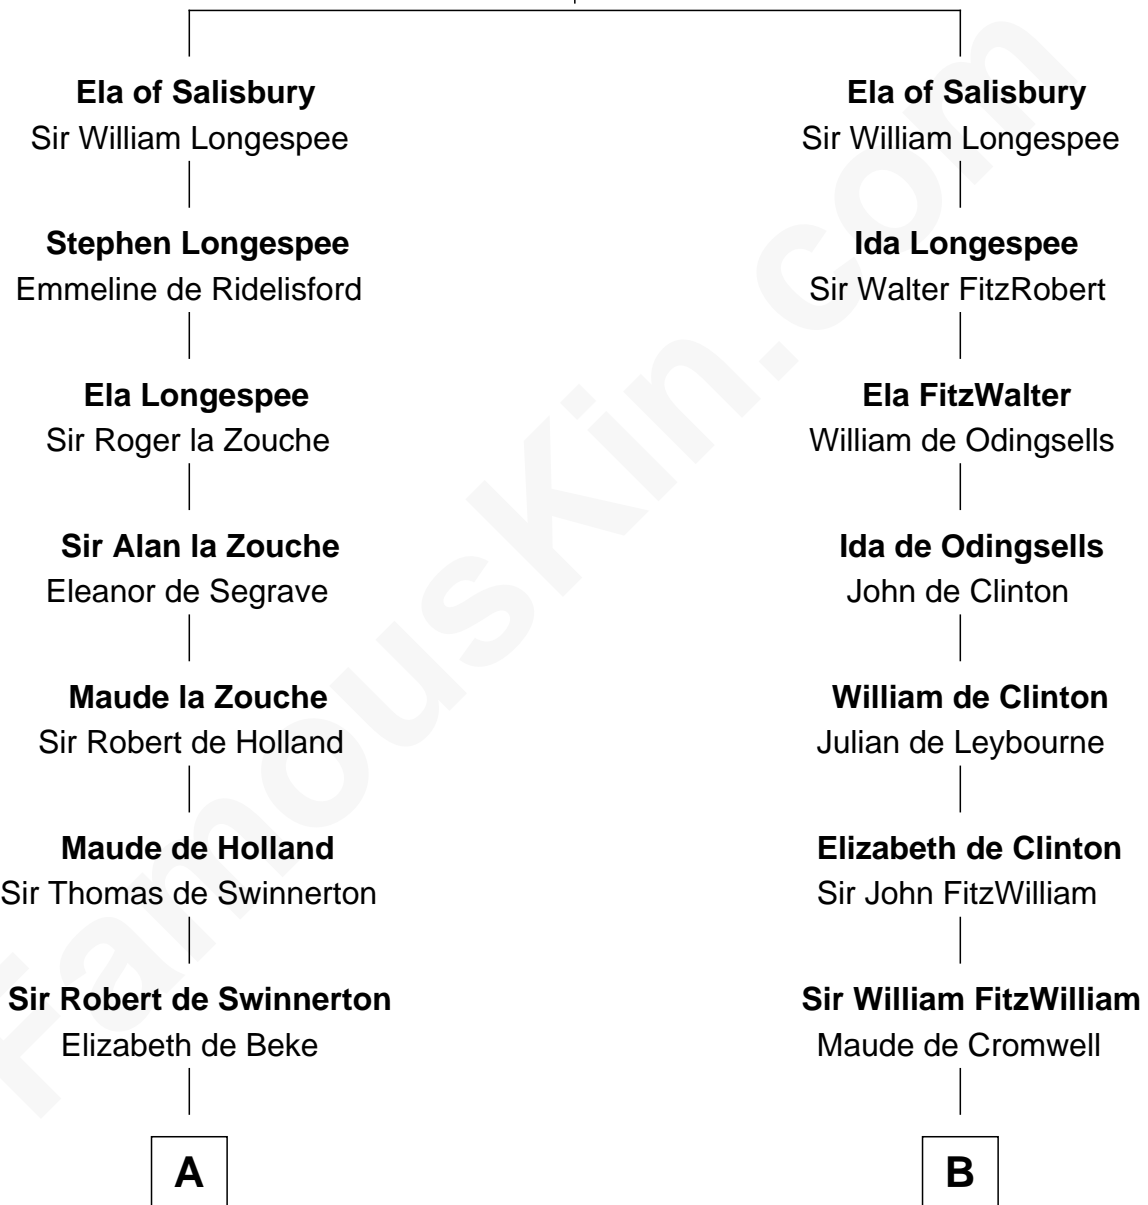 Ela of Salisbury
Sir William Longespee
Stephen Longespee
Emmeline de Ridelisford
Ela Longespee
Sir Roger la Zouche
Sir Alan la Zouche
Eleanor de Segrave
Maude la Zouche
Sir Robert de Holland
Maude de Holland
Sir Thomas de Swinnerton
Sir Robert de Swinnerton
Elizabeth de Beke
A
Ela of Salisbury
Sir William Longespee
Ida Longespee
Sir Walter FitzRobert
Ela FitzWalter
William de Odingsells
Ida de Odingsells
John de Clinton
William de Clinton
Julian de Leybourne
Elizabeth de Clinton
Sir John FitzWilliam
Sir William FitzWilliam
Maude de Cromwell
B
FamousKin.com